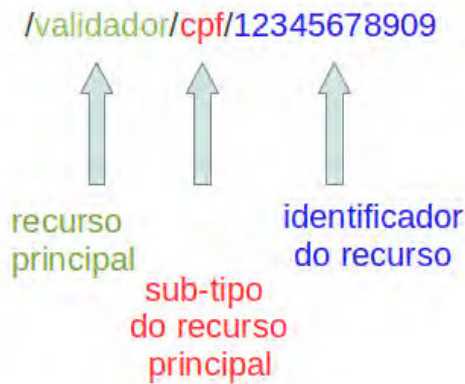 /validador/cpf/12345678909
recurso
principal
sub-tipo
do recurso
principal
identificador
do recurso